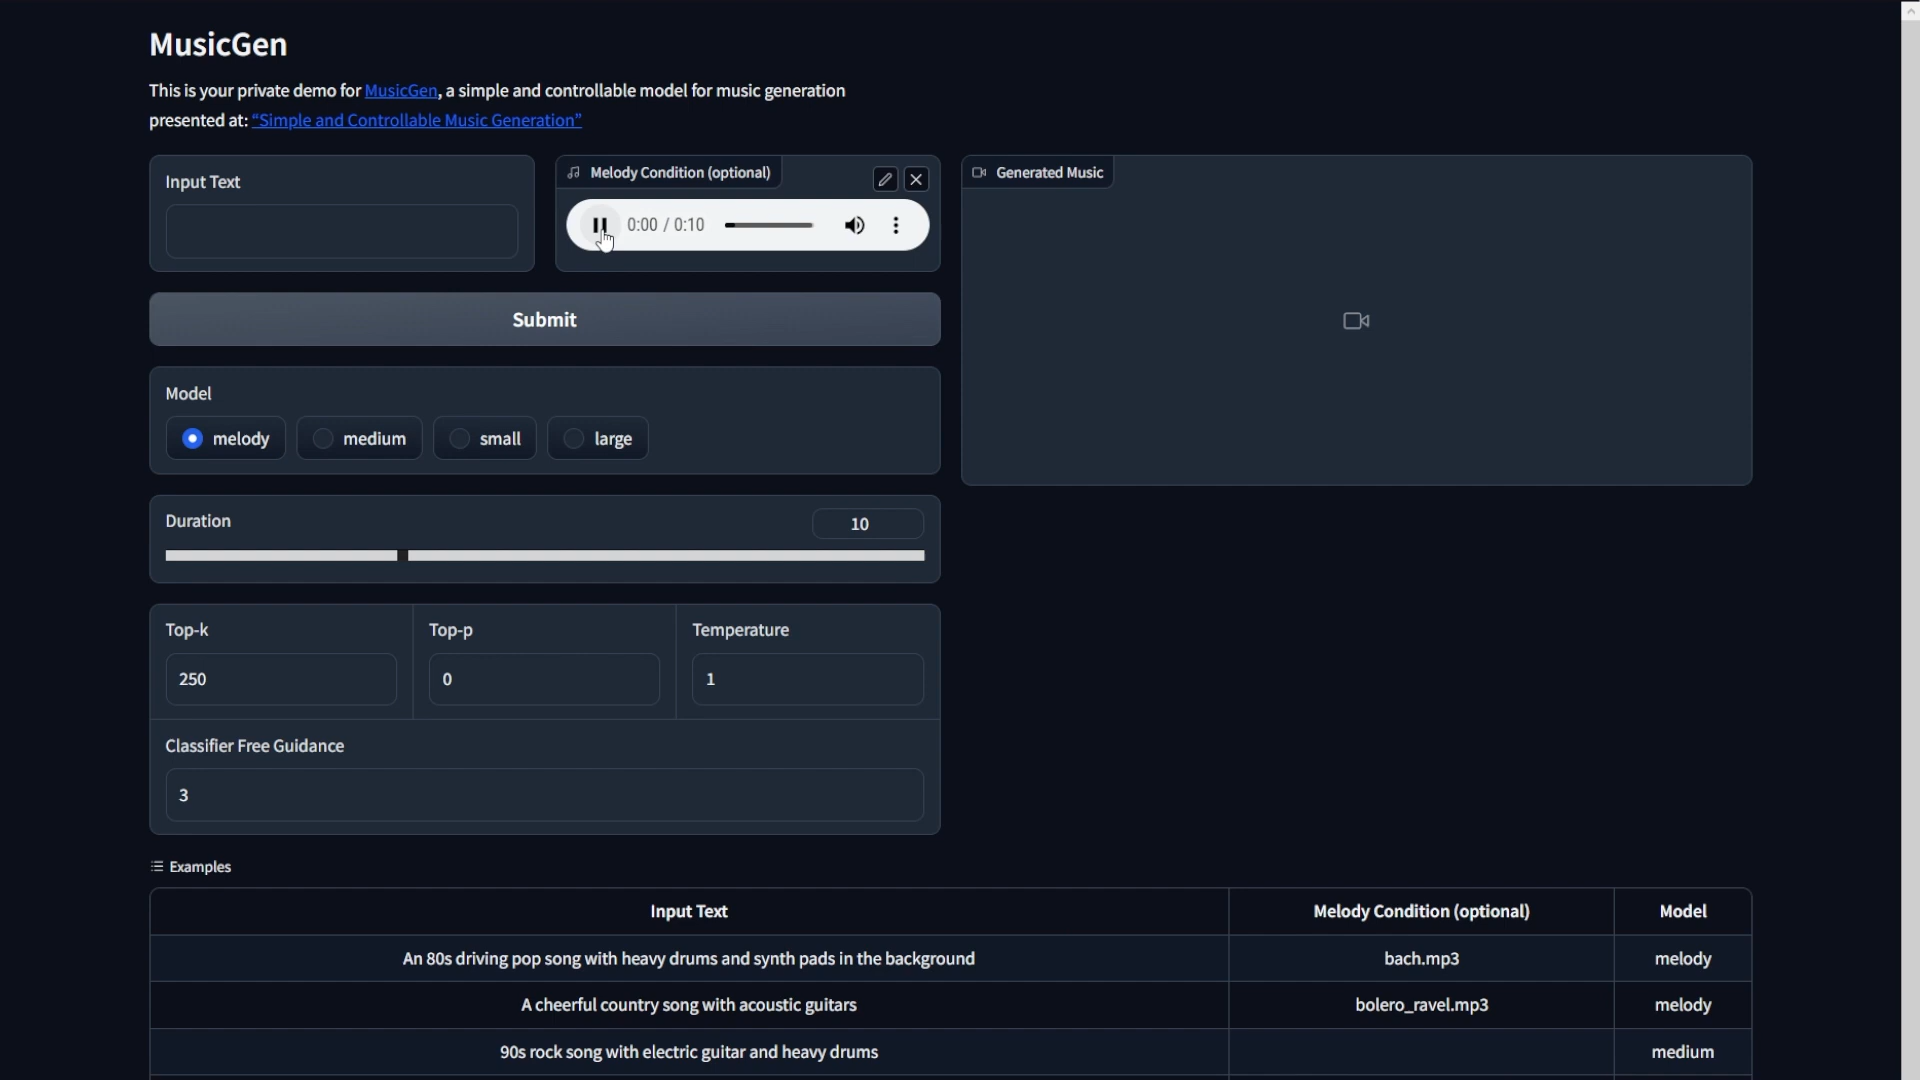 MusicGen
This is your private demo for MusicGen, a simple and controllable model for music generation
presented at: “Simple and Controllable Music Generation”
Input Text
Melody Condition (optional)
0:00 / 0:10
Generated Music
Submit
Model
melody medium small large
Duration 10
Top-k Top-p Temperature
250 0 1
Classifier Free Guidance
3
Examples
Input Text Melody Condition (optional) Model
An 80s driving pop song with heavy drums and synth pads in the background bach.mp3 melody
A cheerful country song with acoustic guitars bolero_ravel.mp3 melody
90s rock song with electric guitar and heavy drums medium